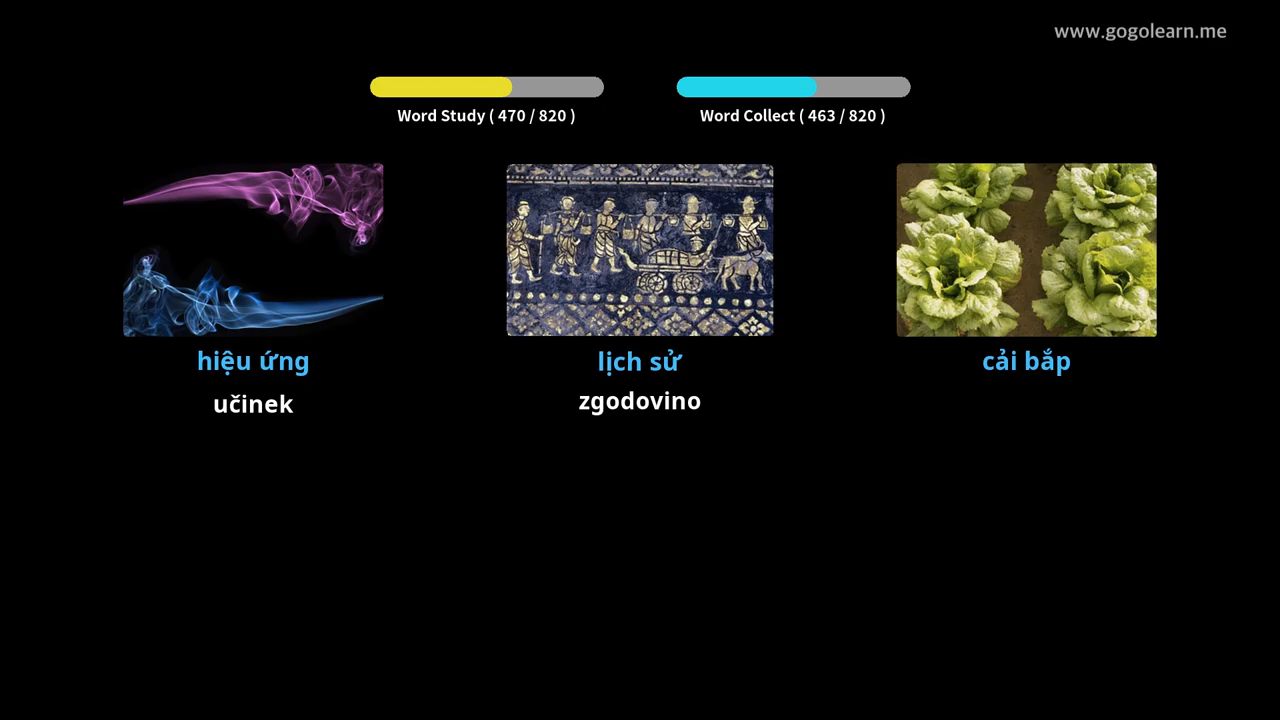 www.gogolearn.me
Word Study ( 470 / 820 )
Word Collect ( 463 / 820 )
hiệu ứng
učinek
lịch sử
zgodovino
cải bắp